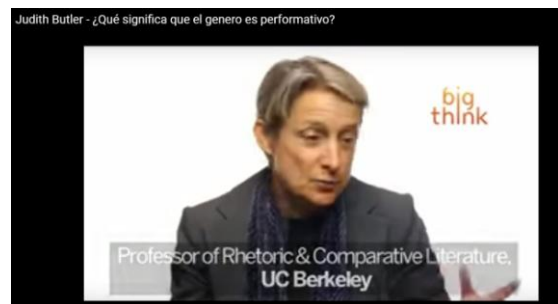 Judith Butler - ¿Qué significa que el genero es performativo?
big
think
Professor of Rhetoric & Comparative Literature,
UC Berkeley